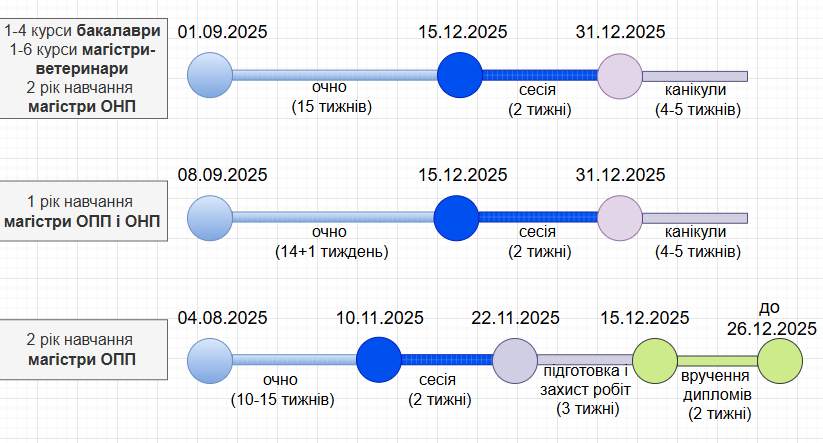 1-4 курси бакалаври
1-6 курси магістри-
ветеринари
2 рік навчання
магістри ОНП
01.09.2025
15.12.2025
31.12.2025
очно
(15 тижнів)
сесія
(2 тижні)
канікули
(4-5 тижнів)
1 рік навчання
магістри ОПП і ОНП
08.09.2025
15.12.2025
31.12.2025
очно
(14+1 тиждень)
сесія
(2 тижні)
канікули
(4-5 тижнів)
2 рік навчання
магістри ОПП
04.08.2025
10.11.2025
22.11.2025
15.12.2025
до
26.12.2025
очно
(10-15 тижнів)
сесія
(2 тижні)
підготовка і
захист робіт
(3 тижні)
вручення
дипломів
(2 тижні)